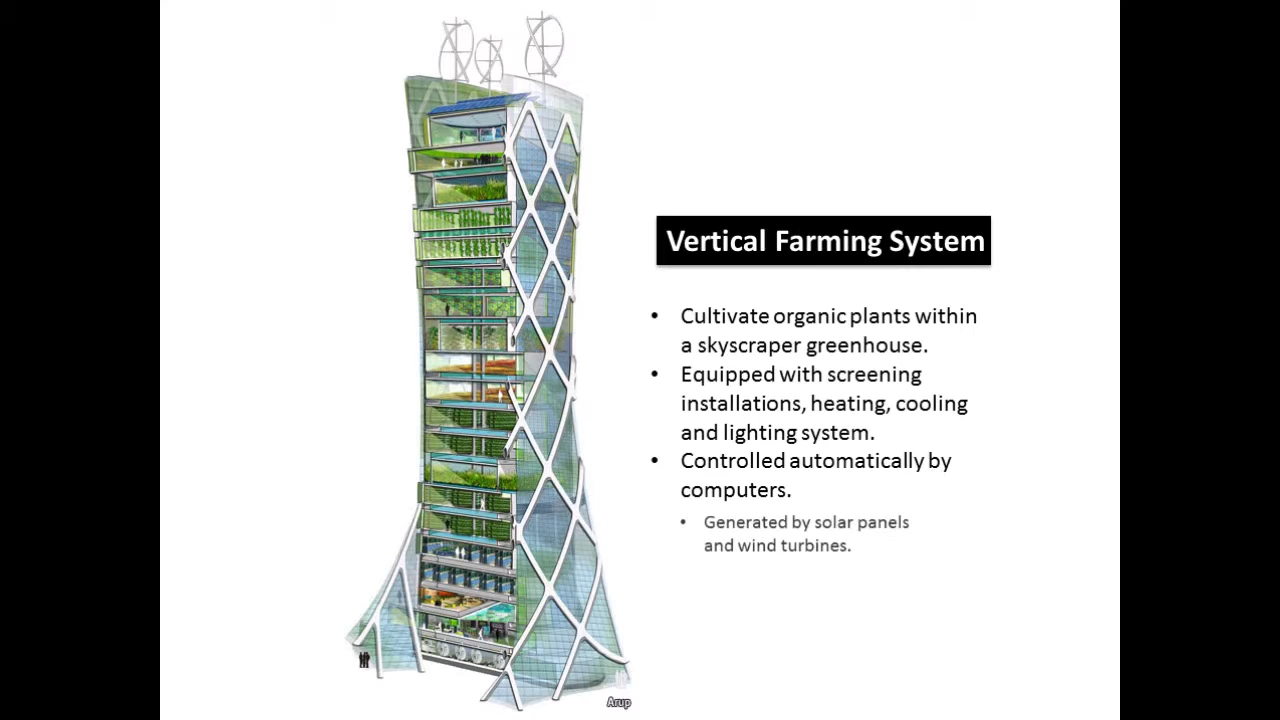 Vertical Farming System
• Cultivate organic plants within
a skyscraper greenhouse.
• Equipped with screening
installations, heating, cooling
and lighting system.
• Controlled automatically by
computers.
• Generated by solar panels
and wind turbines.
Arup